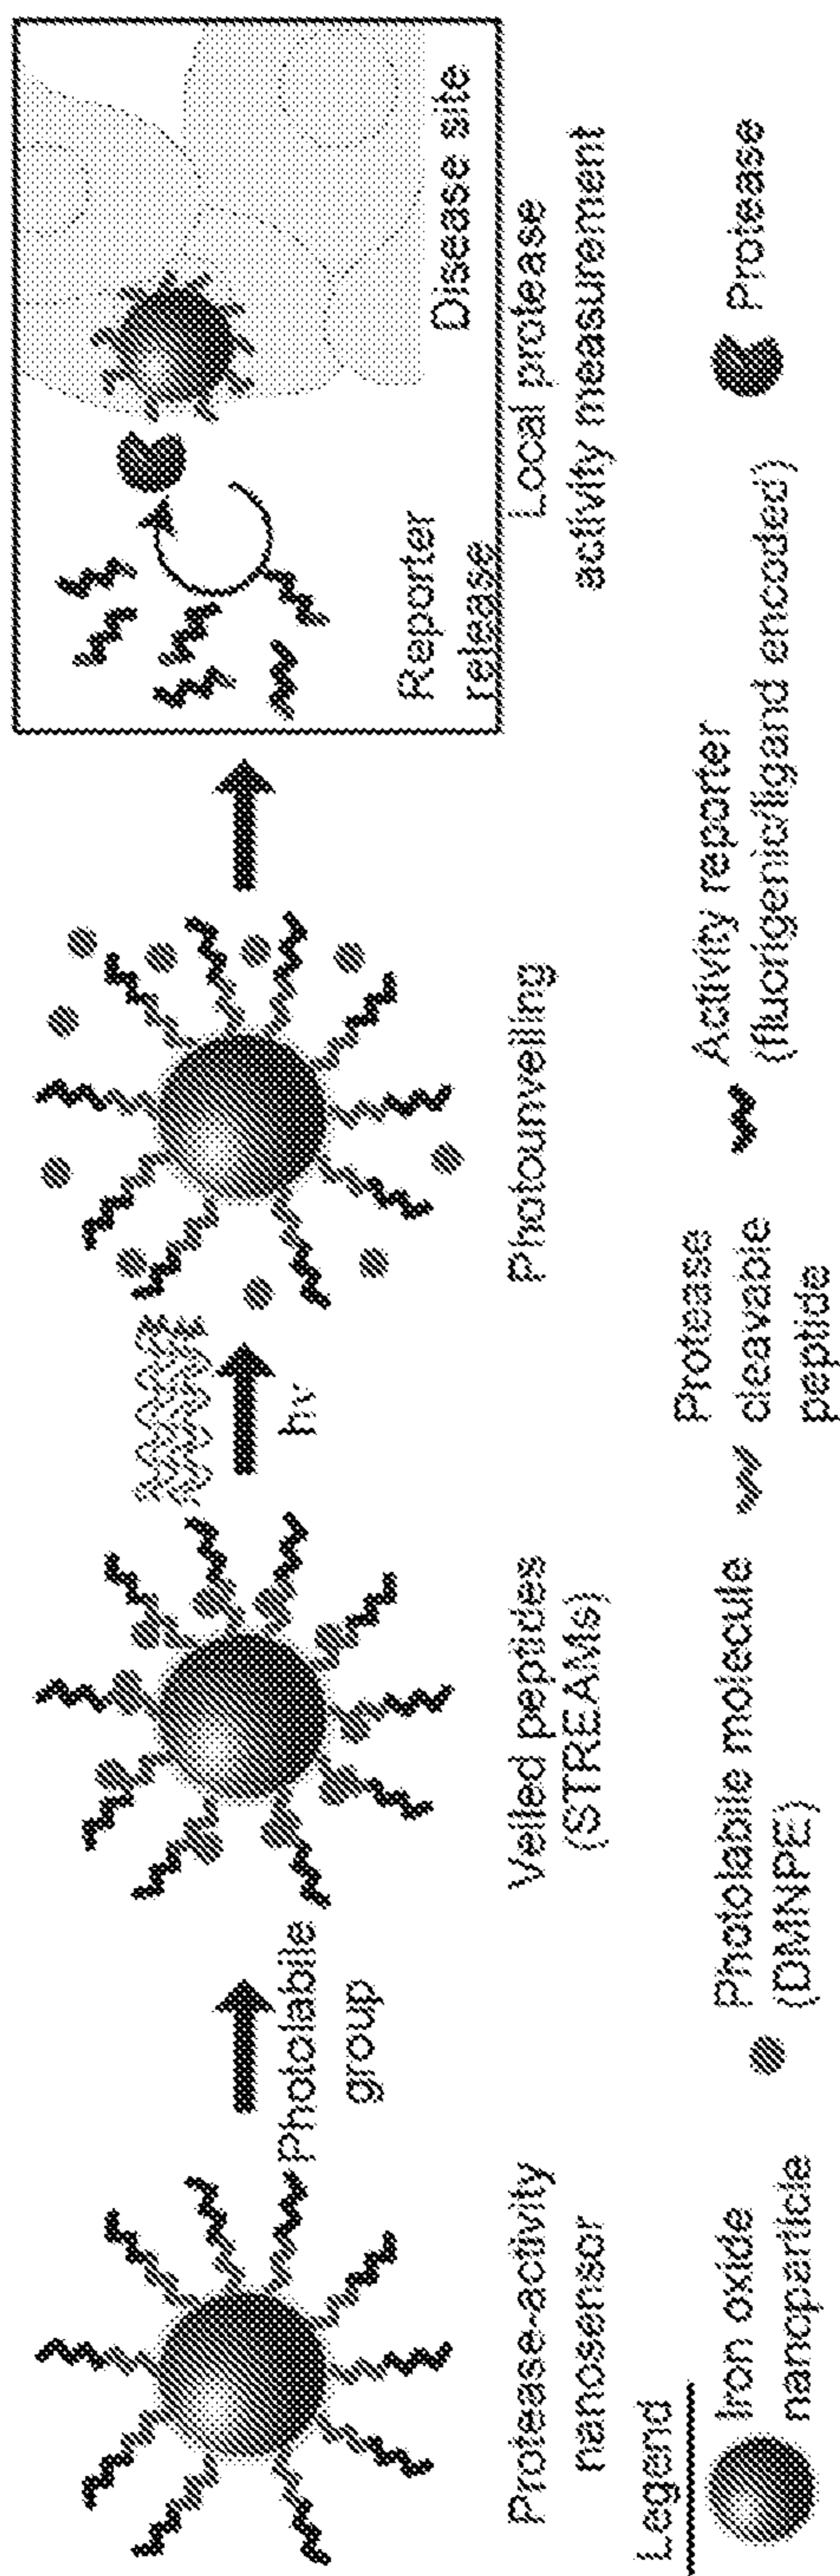 Photolabile
group
hv
Reporter
release
Disease site
Protease-activity
nanosensor
Veiled peptides
(STREAMs)
Photounveiling
Local protease
activity measurement
Legend
Iron oxide
nanoparticle
Photolabile molecule
(DMNPE)
Protease
cleavable
peptide
Activity reporter
(fluorigenic/ligand encoded)
Protease